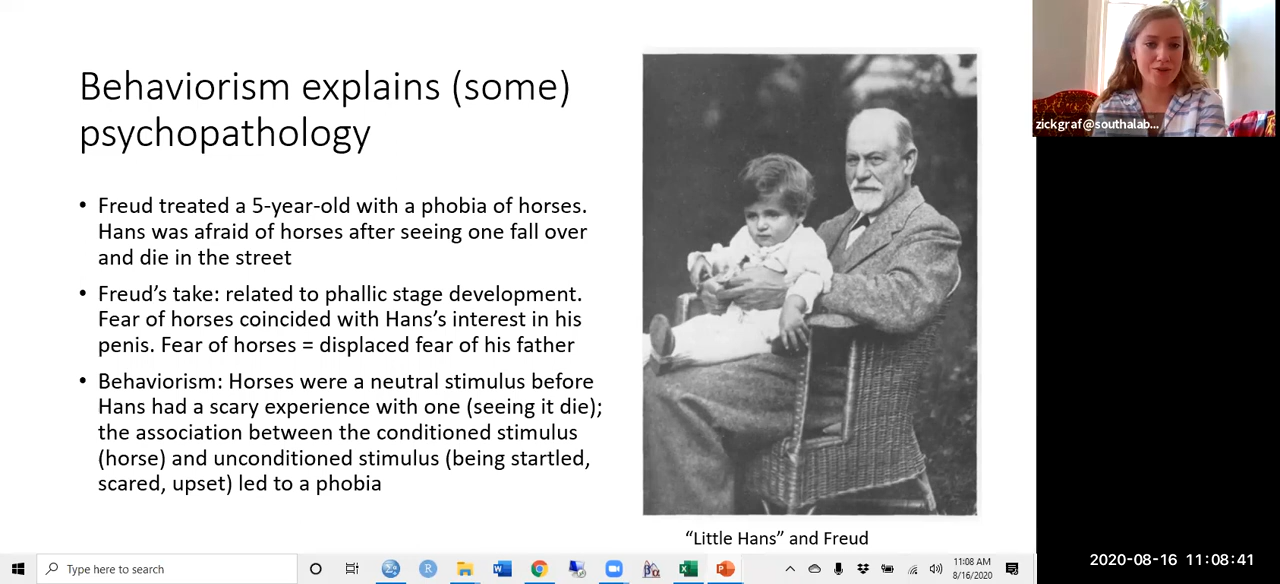 Behaviorism explains (some)
psychopathology
• Freud treated a 5-year-old with a phobia of horses.
Hans was afraid of horses after seeing one fall over
and die in the street
• Freud’s take: related to phallic stage development.
Fear of horses coincided with Hans’s interest in his
penis. Fear of horses = displaced fear of his father
• Behaviorism: Horses were a neutral stimulus before
Hans had a scary experience with one (seeing it die);
the association between the conditioned stimulus
(horse) and unconditioned stimulus (being startled,
scared, upset) led to a phobia
“Little Hans” and Freud
zickgraf@southalab...
Type here to search
R
W
βα
X
P
11:08 AM
8/16/2020
2020-08-16 11:08:41